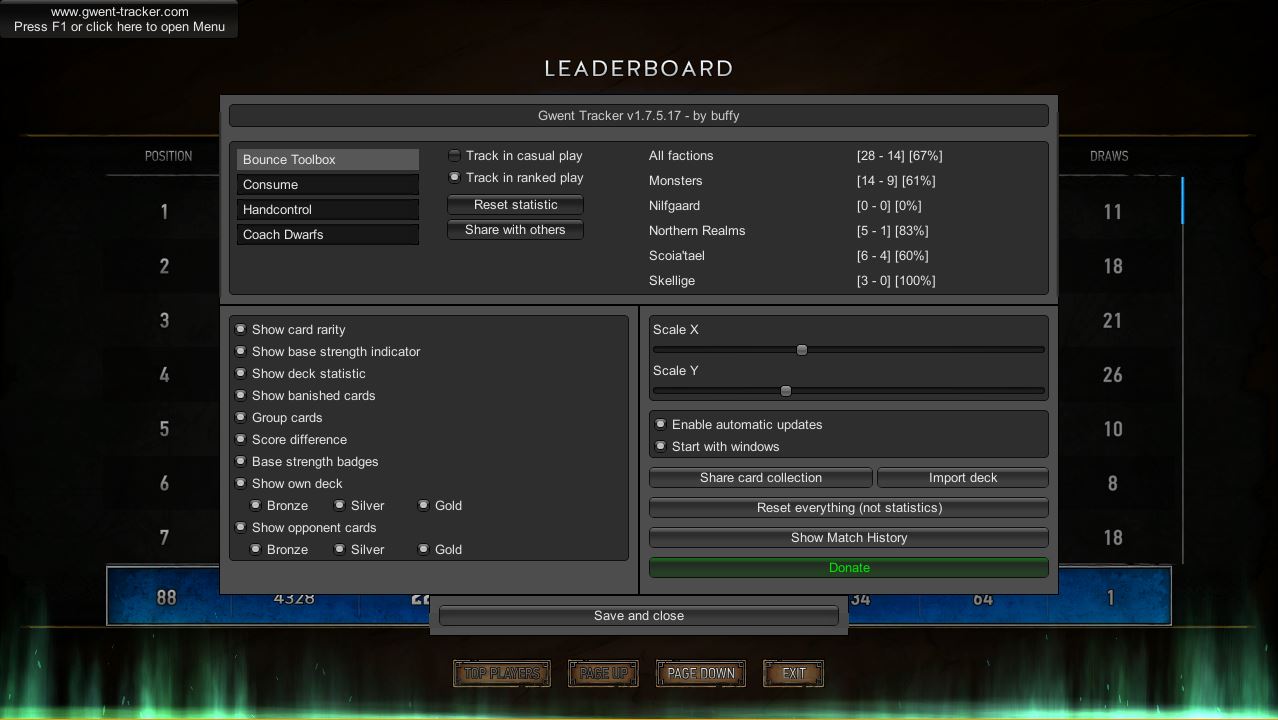 www.gwent-tracker.com
Press F1 or click here to open Menu
LEADERBOARD
Gwent Tracker v1.7.5.17 - by buffy
POSITION
DRAWS
Bounce Toolbox
Consume
Handcontrol
Coach Dwarfs
Track in casual play
Track in ranked play
Reset statistic
Share with others
All factions [28 - 14] [67%]
Monsters [14 - 9] [61%]
Nilfgaard [0 - 0] [0%]
Northern Realms [5 - 1] [83%]
Scoia'tael [6 - 4] [60%]
Skellige [3 - 0] [100%]
1 11
2 18
3 21
4 26
5 10
6 8
7 18
Show card rarity
Show base strength indicator
Show deck statistic
Show banished cards
Group cards
Score difference
Base strength badges
Show own deck
Bronze Silver Gold
Show opponent cards
Bronze Silver Gold
Scale X
Scale Y
Enable automatic updates
Start with windows
Share card collection Import deck
Reset everything (not statistics)
Show Match History
Donate
88 4328 34 64 1
Save and close
TOP PLAYERS PAGE UP PAGE DOWN EXIT